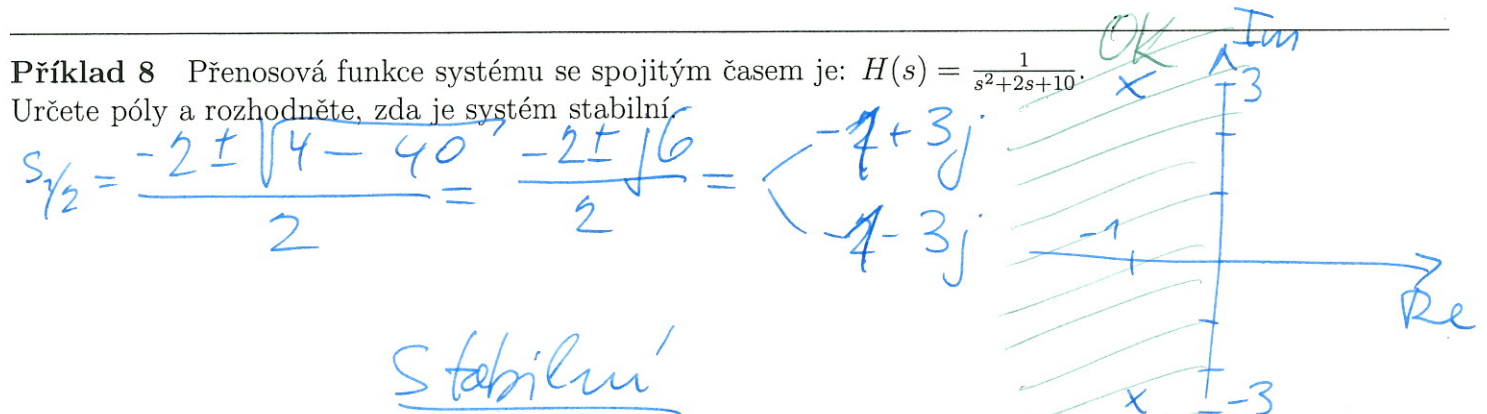 Příklad 8 Přenosová funkce systému se spojitým časem je: H(s) = 1/(s²+2s+10).
Určete póly a rozhodněte, zda je systém stabilní.
s₁/₂ = (-2 ± √(4 - 40))/2 = (-2 ± j6)/2 =
-1 + 3j
-1 - 3j
Stabilní
OK
Im
x
3
-1
Re
x
-3